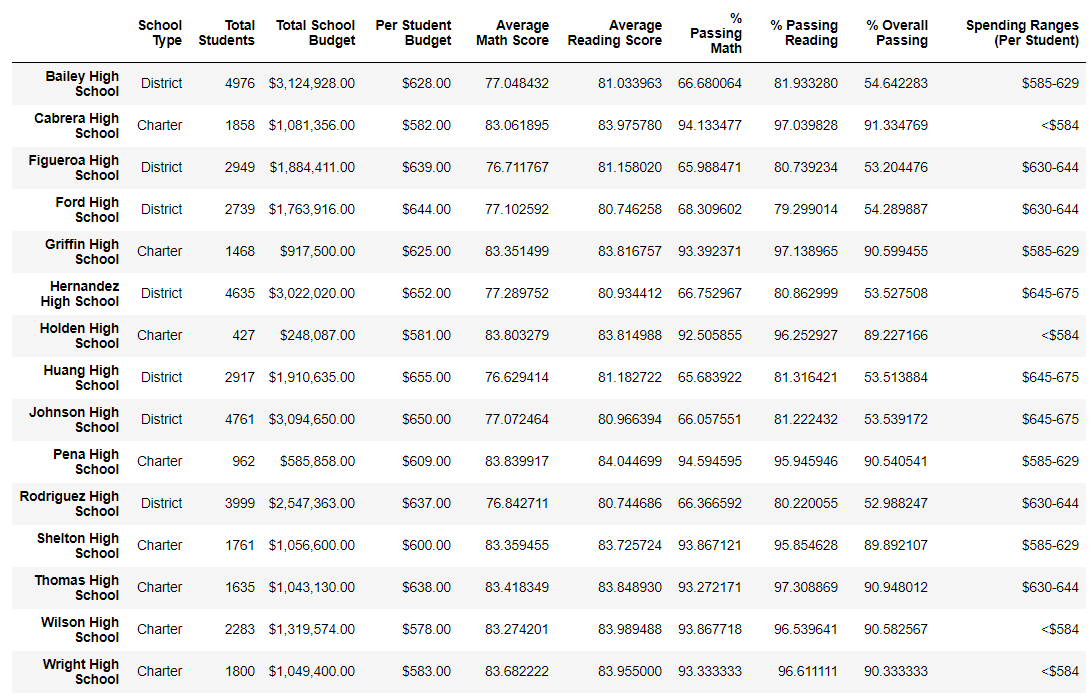 School Type Total Students Total School Budget Per Student Budget Average Math Score Average Reading Score % Passing Math % Passing Reading % Overall Passing Spending Ranges (Per Student)
Bailey High School District 4976 $3,124,928.00 $628.00 77.048432 81.033963 66.680064 81.933280 54.642283 $585-629
Cabrera High School Charter 1858 $1,081,356.00 $582.00 83.061895 83.975780 94.133477 97.039828 91.334769 <$584
Figueroa High School District 2949 $1,884,411.00 $639.00 76.711767 81.158020 65.988471 80.739234 53.204476 $630-644
Ford High School District 2739 $1,763,916.00 $644.00 77.102592 80.746258 68.309602 79.299014 54.289887 $630-644
Griffin High School Charter 1468 $917,500.00 $625.00 83.351499 83.816757 93.392371 97.138965 90.599455 $585-629
Hernandez High School District 4635 $3,022,020.00 $652.00 77.289752 80.934412 66.752967 80.862999 53.527508 $645-675
Holden High School Charter 427 $248,087.00 $581.00 83.803279 83.814988 92.505855 96.252927 89.227166 <$584
Huang High School District 2917 $1,910,635.00 $655.00 76.629414 81.182722 65.683922 81.316421 53.513884 $645-675
Johnson High School District 4761 $3,094,650.00 $650.00 77.072464 80.966394 66.057551 81.222432 53.539172 $645-675
Pena High School Charter 962 $585,858.00 $609.00 83.839917 84.044699 94.594595 95.945946 90.540541 $585-629
Rodriguez High School District 3999 $2,547,363.00 $637.00 76.842711 80.744686 66.366592 80.220055 52.988247 $630-644
Shelton High School Charter 1761 $1,056,600.00 $600.00 83.359455 83.725724 93.867121 95.854628 89.892107 $585-629
Thomas High School Charter 1635 $1,043,130.00 $638.00 83.418349 83.848930 93.272171 97.308869 90.948012 $630-644
Wilson High School Charter 2283 $1,319,574.00 $578.00 83.274201 83.989488 93.867718 96.539641 90.582567 <$584
Wright High School Charter 1800 $1,049,400.00 $583.00 83.682222 83.955000 93.333333 96.611111 90.333333 <$584